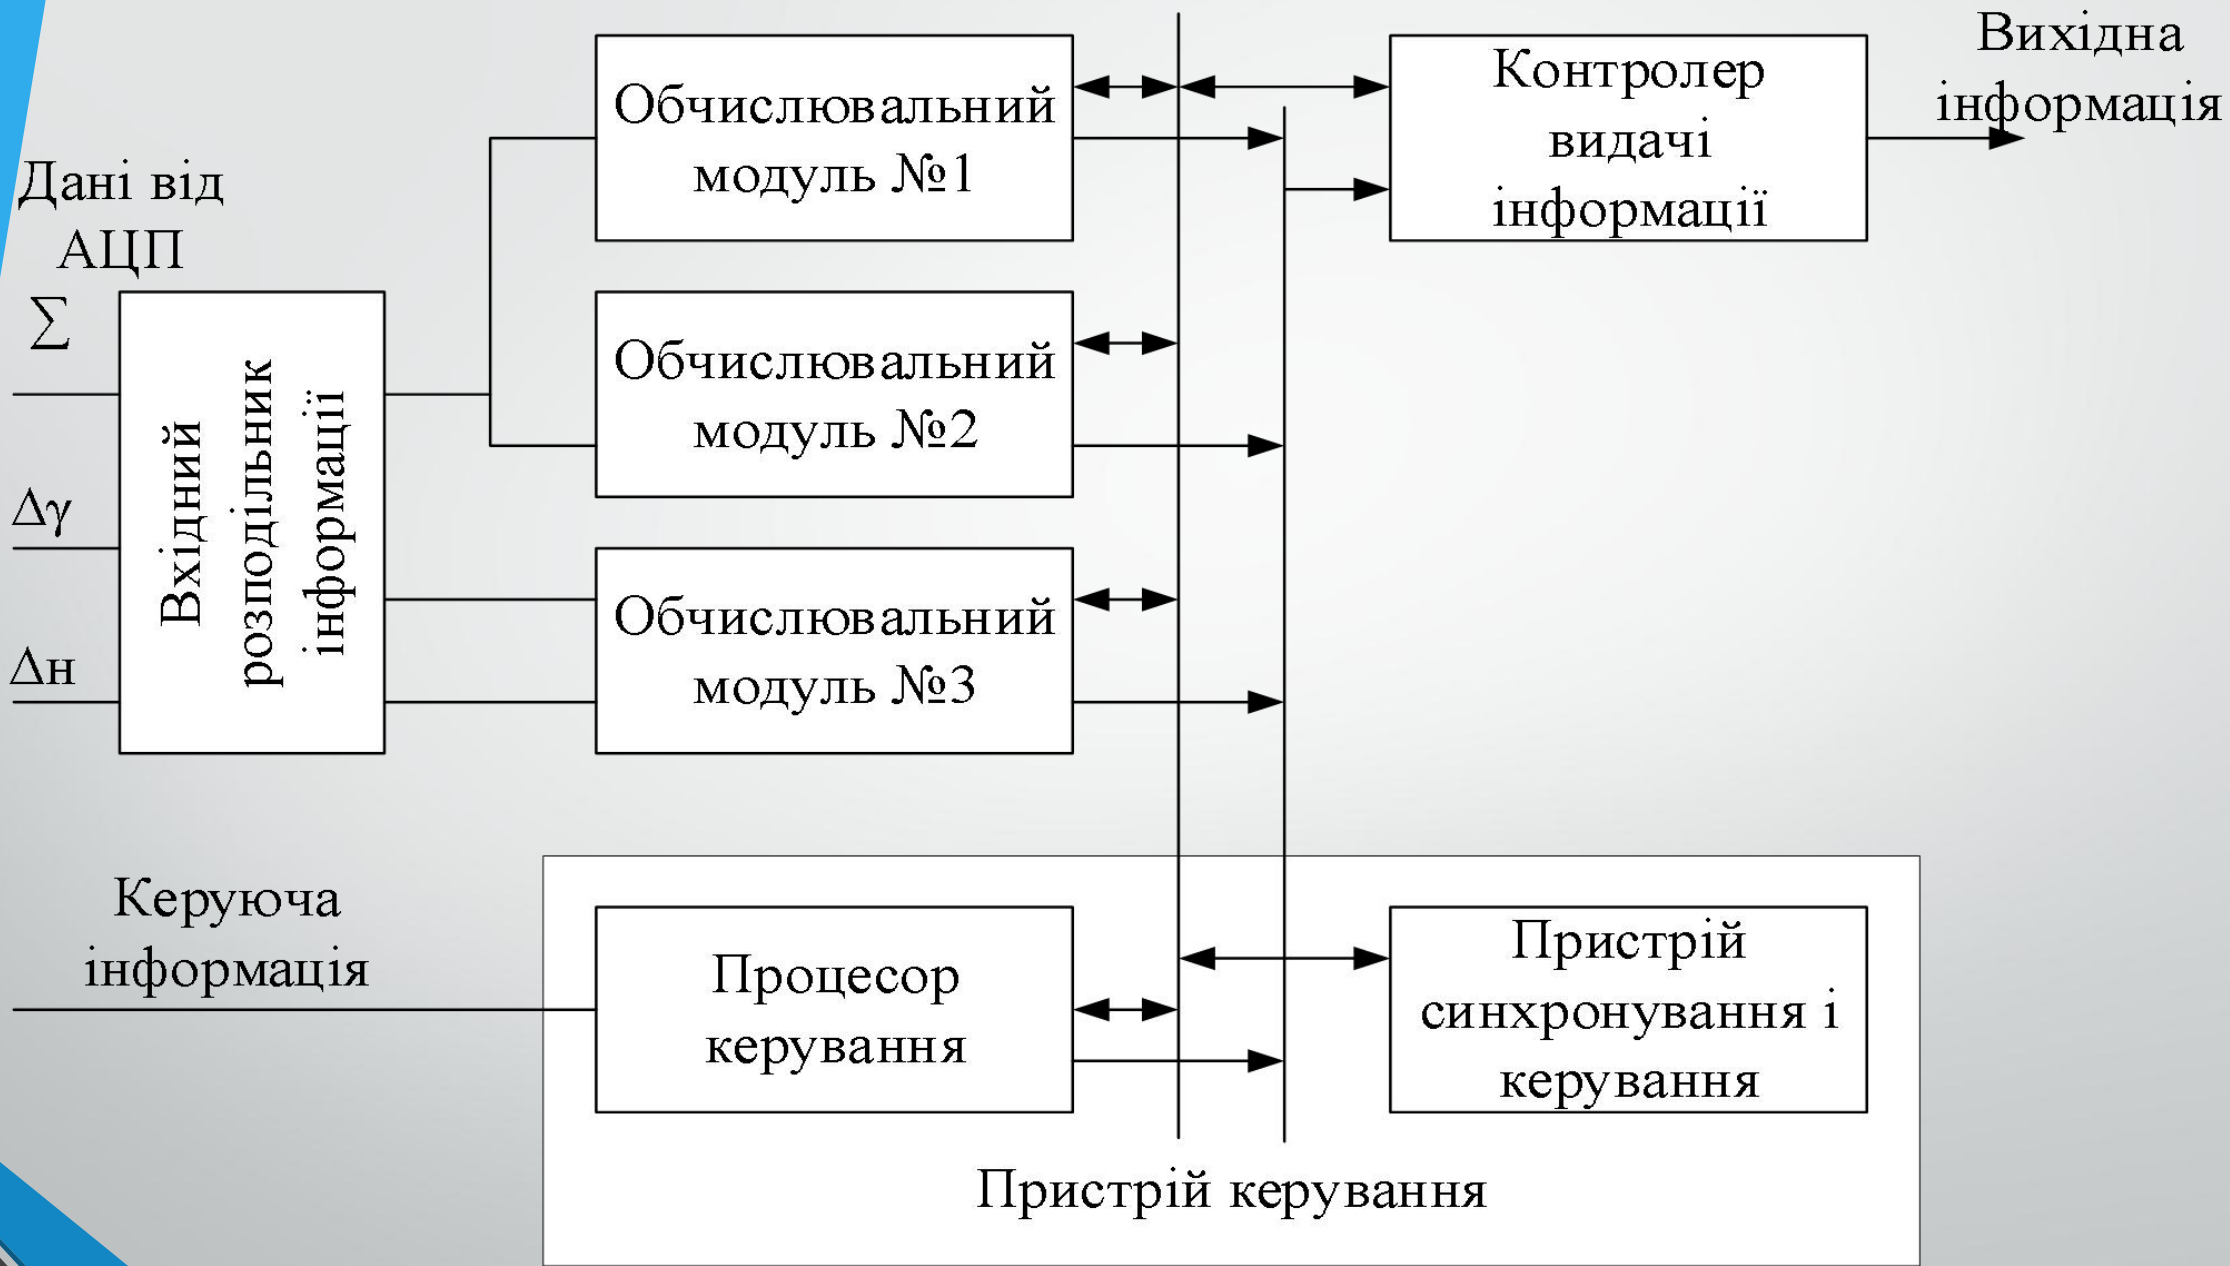 Дані від
АЦП
∑
Δγ
Δн
Вхідний
розподільник
інформації
Обчислювальний
модуль №1
Обчислювальний
модуль №2
Обчислювальний
модуль №3
Контролер
видачі
інформації
Вихідна
інформація
Керуюча
інформація
Процесор
керування
Пристрій
синхронування і
керування
Пристрій керування